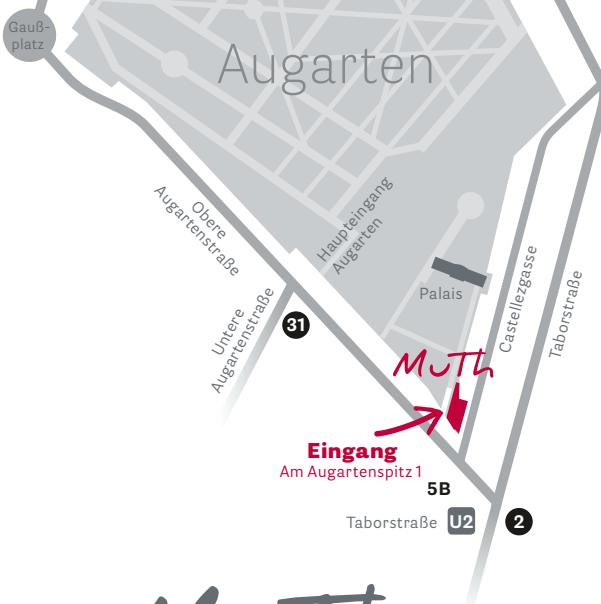 Gauß-
platz
Augarten
Obere
Augartenstraße
Haupteingang
Augarten
Untere
Augartenstraße
31
Palais
Castellezgasse
Taborstraße
MuTh
Eingang
Am Augartenspitz 1
5B
Taborstraße U2 2